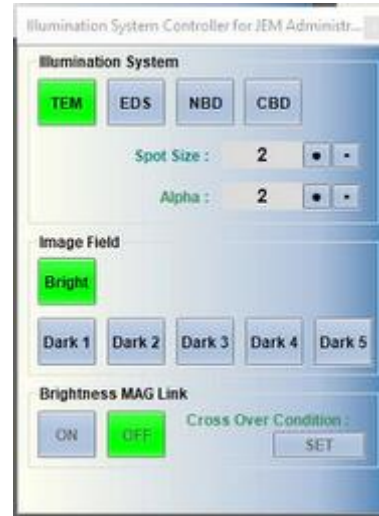 Illumination System Controller for JEM Administr...
Illumination System
TEM EDS NBD CBD
Spot Size : 2
Alpha : 2
Image Field
Bright
Dark 1 Dark 2 Dark 3 Dark 4 Dark 5
Brightness MAG Link
ON OFF Cross Over Condition :
SET